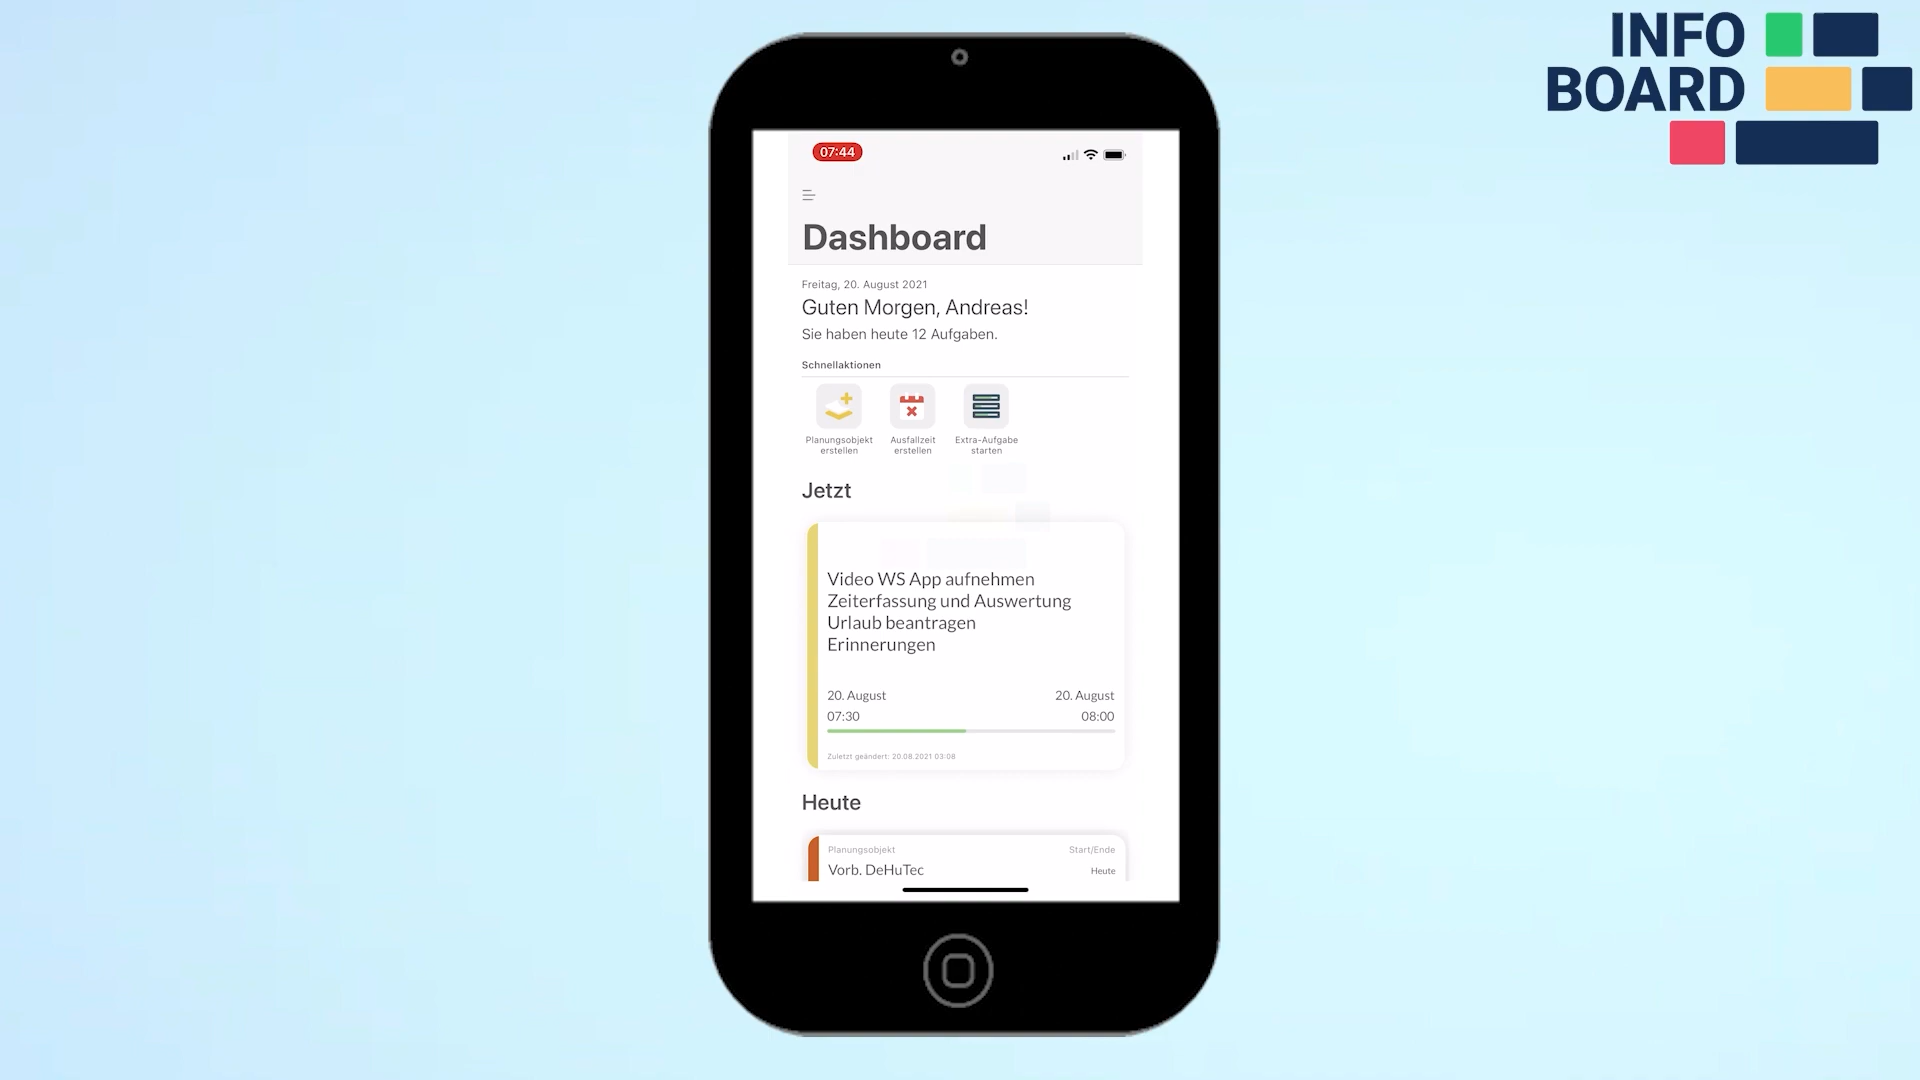 INFO
BOARD
07:44
Dashboard
Freitag, 20. August 2021
Guten Morgen, Andreas!
Sie haben heute 12 Aufgaben.
Schnellaktionen
Planungsobjekt erstellen
Ausfallzeit erstellen
Extra-Aufgabe starten
Jetzt
Video WS App aufnehmen
Zeiterfassung und Auswertung
Urlaub beantragen
Erinnerungen
20. August 20. August
07:30 08:00
Zuletzt geändert: 20.08.2021 03:08
Heute
Planungsobjekt Start/Ende
Vorb. DeHuTec Heute